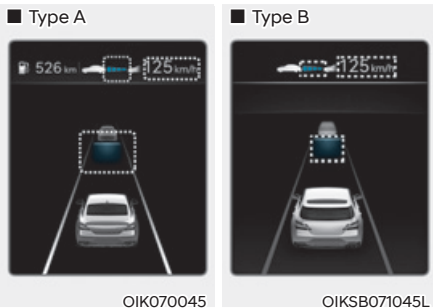 ■ Type A
526 km
125 km/h
OIK070045
■ Type B
125 km/h
OIKSB071045L